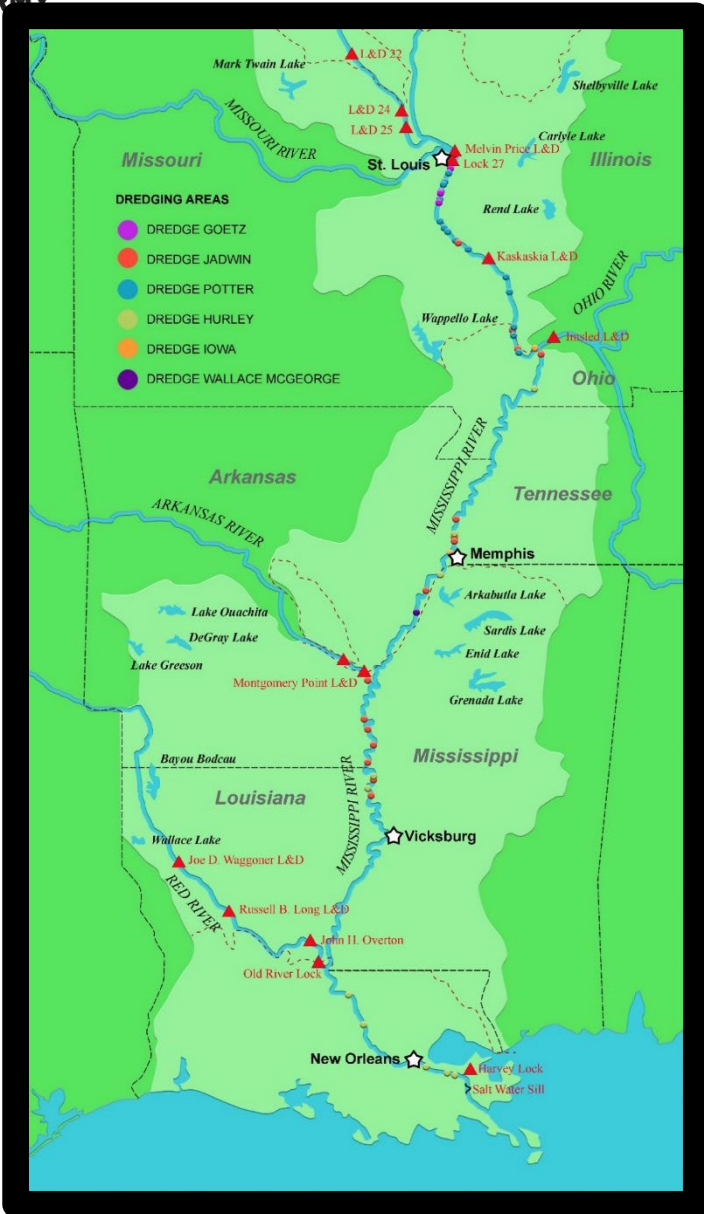 L&D 22
Mark Twain Lake
Shelbyville Lake
L&D 24
L&D 25
MISSOURI RIVER
Carlyle Lake
Melvin Price L&D
Missouri
St. Louis
Lock 27
Illinois
DREDGING AREAS
DREDGE GOETZ
DREDGE JADWIN
DREDGE POTTER
DREDGE HURLEY
DREDGE IOWA
DREDGE WALLACE MCGEORGE
Rend Lake
Kaskaskia L&D
OHIO RIVER
Wappello Lake
Ohio
MISSISSIPPI RIVER
Arkansas
Tennessee
ARKANSAS RIVER
Memphis
Arkabutla Lake
Lake Ouachita
Sardis Lake
DeGray Lake
Enid Lake
Lake Greeson
Montgomery Point L&D
Grenada Lake
Bayou Bodcau
Mississippi
MISSISSIPPI RIVER
Louisiana
Vicksburg
Wallace Lake
Joe D. Waggoner L&D
RED RIVER
Russell B. Long L&D
John H. Overton
Old River Lock
New Orleans
Harvey Lock
Salt Water Sill